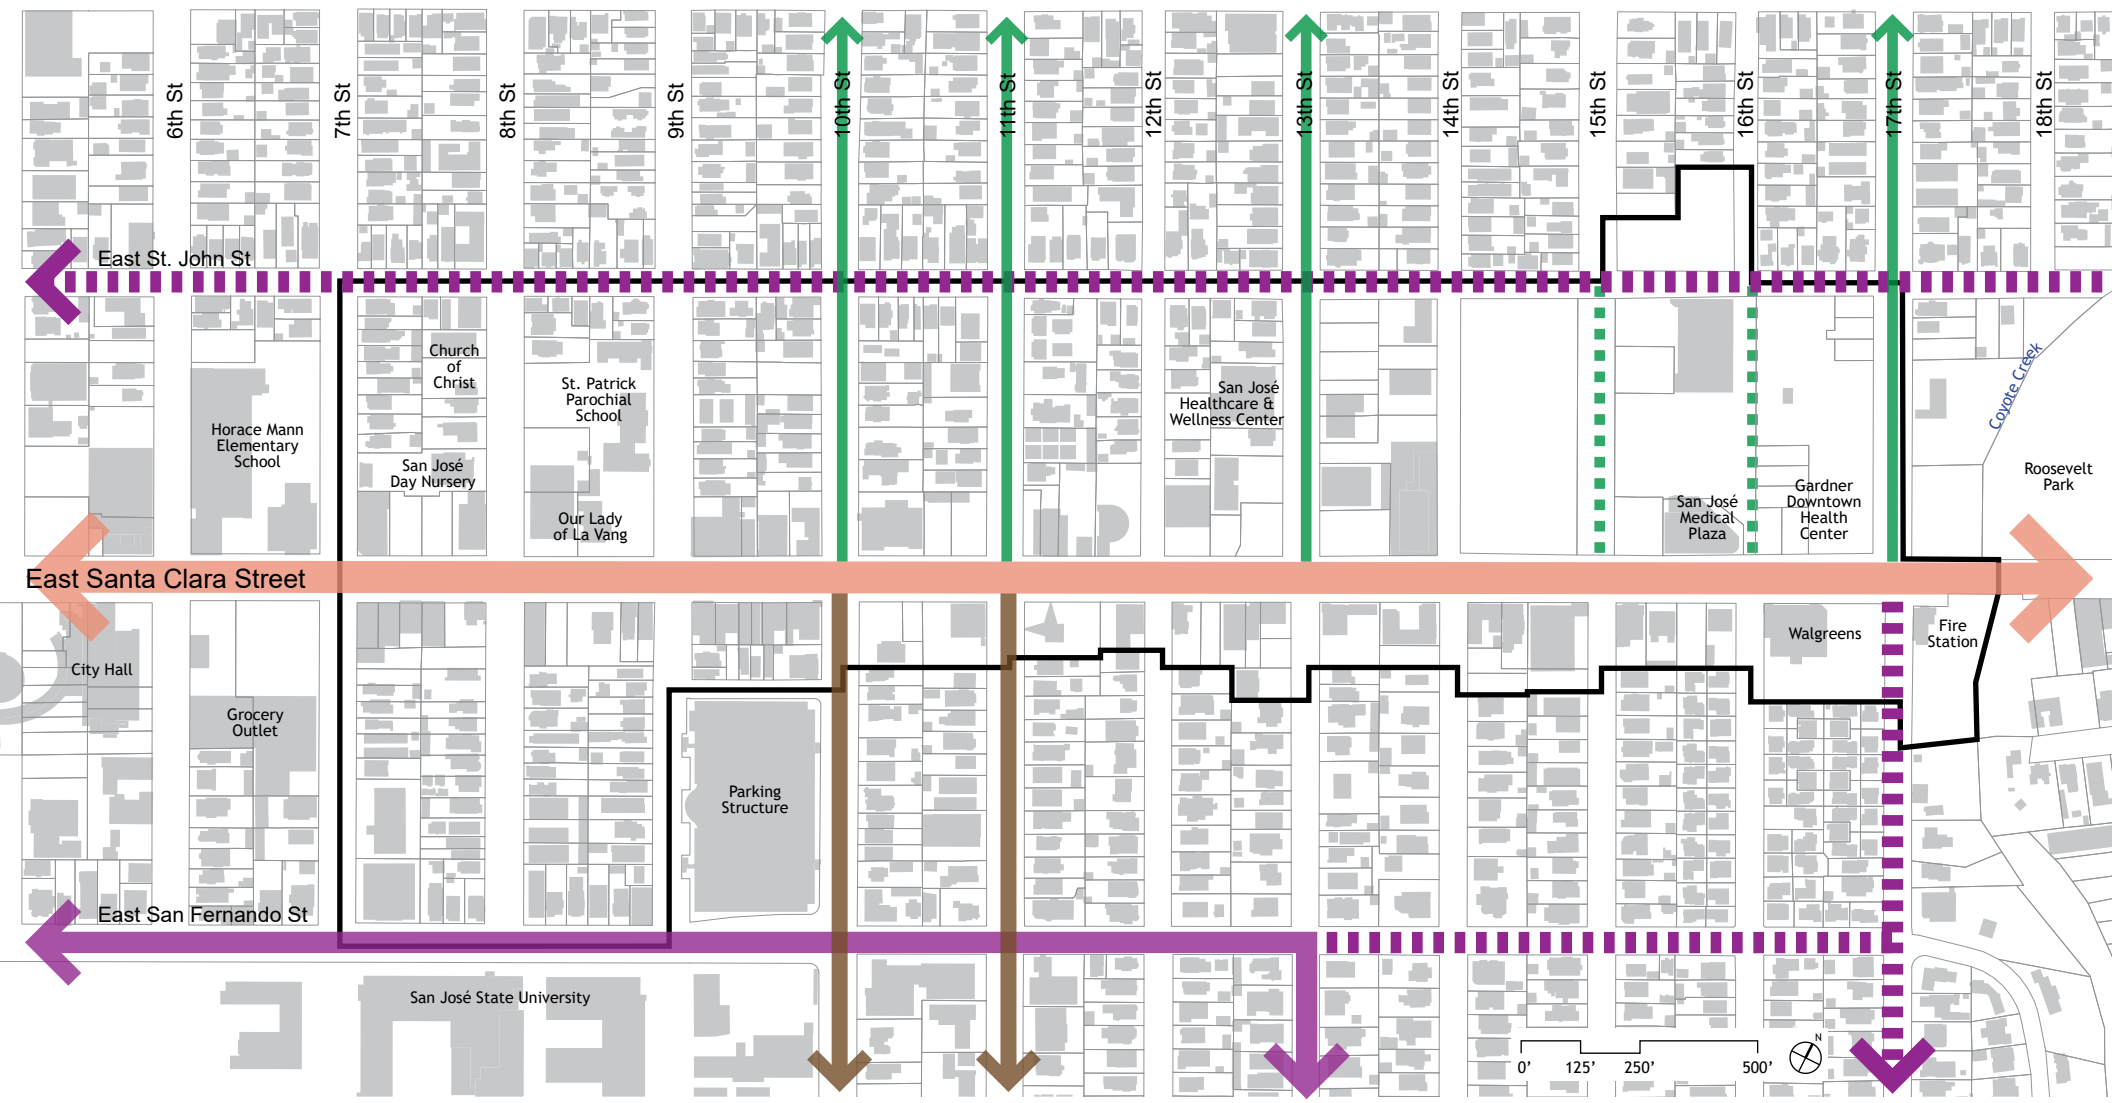 6th St
7th St
8th St
9th St
10th St
11th St
12th St
13th St
14th St
15th St
16th St
17th St
18th St
East St. John St
Church
of
Christ
St. Patrick
Parochial
School
San José
Healthcare &
Wellness Center
Coyote Creek
Horace Mann
Elementary
School
San José
Day Nursery
Our Lady
of La Vang
San José
Medical
Plaza
Gardner
Downtown
Health
Center
Roosevelt
Park
East Santa Clara Street
City Hall
Grocery
Outlet
Parking
Structure
Walgreens
Fire
Station
East San Fernando St
San José State University
0' 125' 250' 500'
N